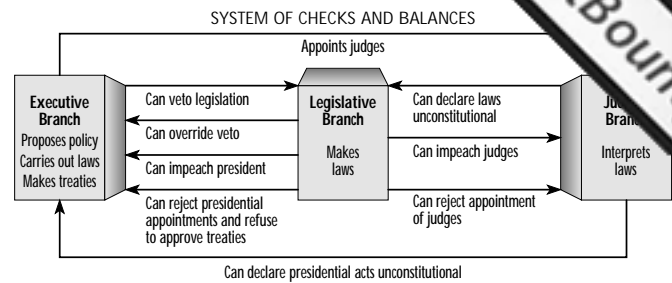 SYSTEM OF CHECKS AND BALANCES
Appoints judges
Executive
Branch
Proposes policy
Carries out laws
Makes treaties
Can veto legislation
Can override veto
Can impeach president
Can reject presidential
appointments and refuse
to approve treaties
Legislative
Branch
Makes
laws
Can declare laws
unconstitutional
Can impeach judges
Can reject appointment
of judges
Interprets
laws
Can declare presidential acts unconstitutional